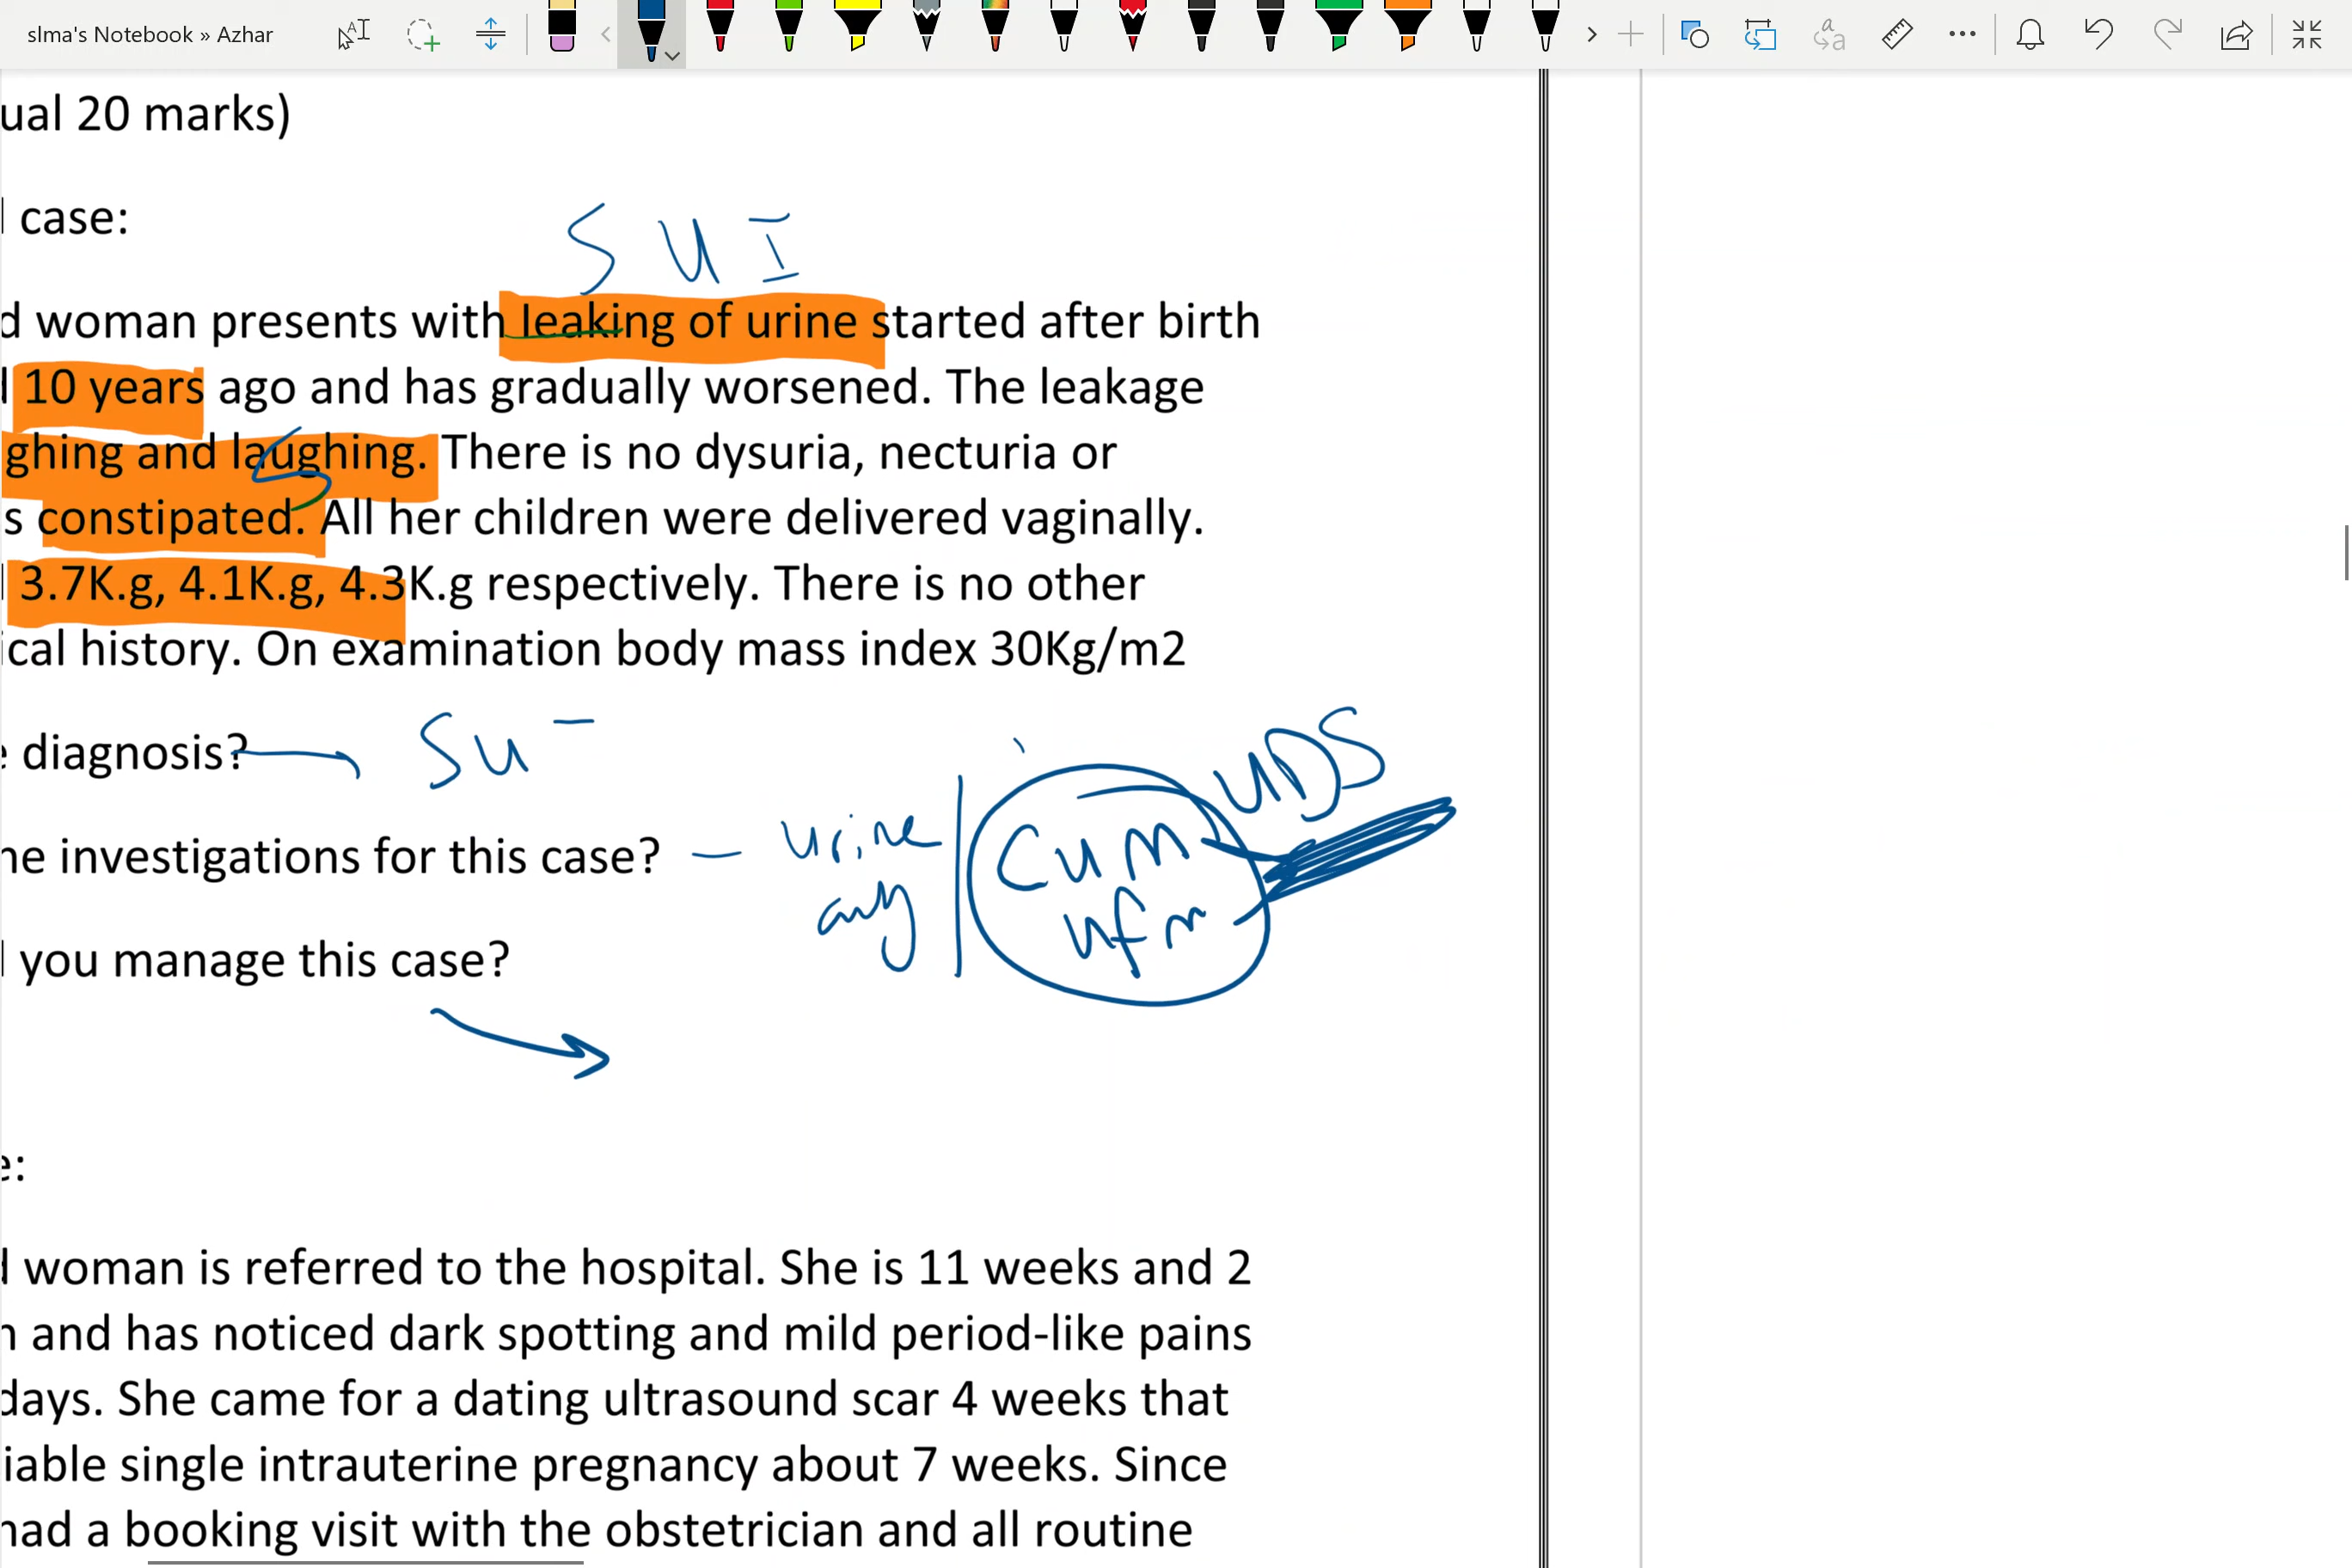 slma's Notebook » Azhar
ual 20 marks)
case:
S U I
d woman presents with leaking of urine started after birth
10 years ago and has gradually worsened. The leakage
ghing and laughing. There is no dysuria, necturia or
s constipated. All her children were delivered vaginally.
3.7K.g, 4.1K.g, 4.3K.g respectively. There is no other
ical history. On examination body mass index 30Kg/m2
e diagnosis? Su
UDS
he investigations for this case? - urine
Cum
ufm
you manage this case?
e:
woman is referred to the hospital. She is 11 weeks and 2
n and has noticed dark spotting and mild period-like pains
days. She came for a dating ultrasound scar 4 weeks that
iable single intrauterine pregnancy about 7 weeks. Since
had a booking visit with the obstetrician and all routine